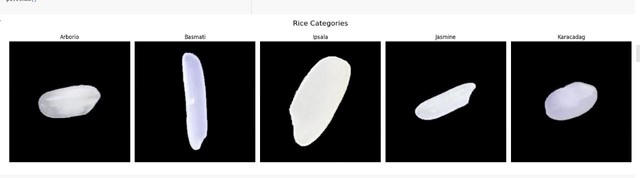 Rice Categories
Arborio
Basmati
Ipsala
Jasmine
Karacadag